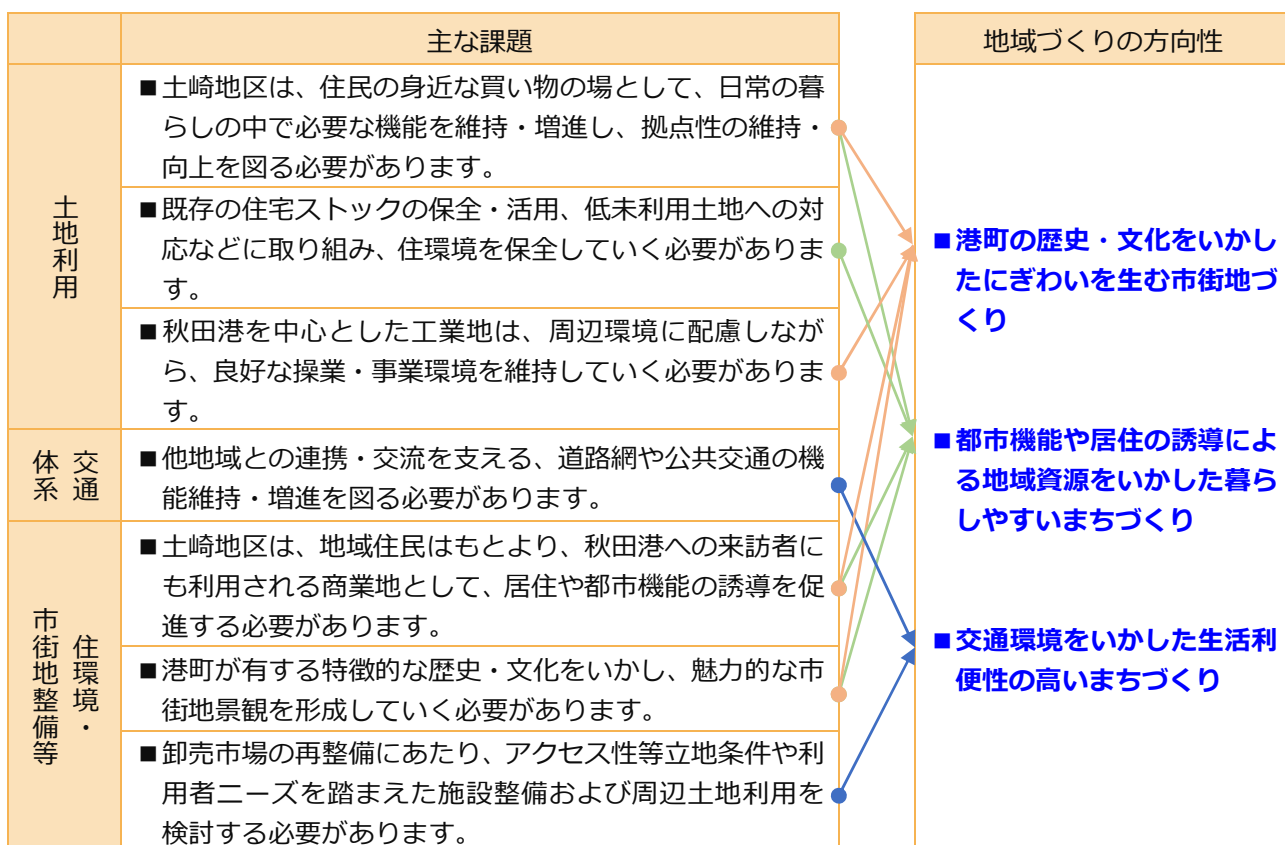 主な課題
土地利用
■土崎地区は、住民の身近な買い物の場として、日常の暮
らしの中で必要な機能を維持・増進し、拠点性の維持・
向上を図る必要があります。
■既存の住宅ストックの保全・活用、低未利用土地への対
応などに取り組み、住環境を保全していく必要がありま
す。
■秋田港を中心とした工業地は、周辺環境に配慮しなが
ら、良好な操業・事業環境を維持していく必要がありま
す。
交通
体系
■他地域との連携・交流を支える、道路網や公共交通の機
能維持・増進を図る必要があります。
住環境・
市街地整備等
■土崎地区は、地域住民はもとより、秋田港への来訪者に
も利用される商業地として、居住や都市機能の誘導を促
進する必要があります。
■港町が有する特徴的な歴史・文化をいかし、魅力的な市
街地景観を形成していく必要があります。
■卸売市場の再整備にあたり、アクセス性等立地条件や利
用者ニーズを踏まえた施設整備および周辺土地利用を
検討する必要があります。
地域づくりの方向性
■港町の歴史・文化をいかし
たにぎわいを生む市街地づ
くり
■都市機能や居住の誘導によ
る地域資源をいかした暮ら
しやすいまちづくり
■交通環境をいかした生活利
便性の高いまちづくり